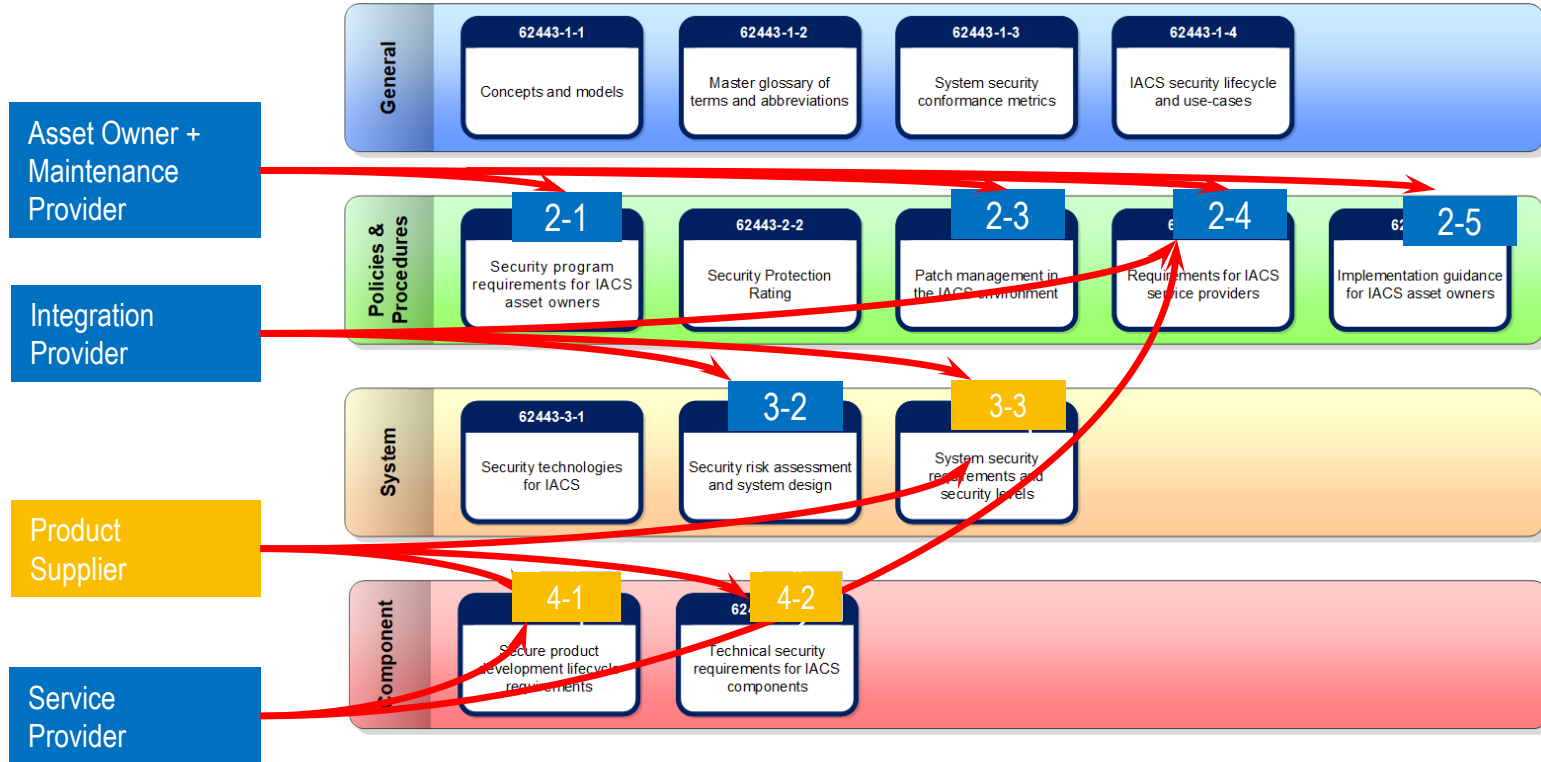 General
62443-1-1
Concepts and models
62443-1-2
Master glossary of
terms and abbreviations
62443-1-3
System security
conformance metrics
62443-1-4
IACS security lifecycle
and use-cases
Asset Owner +
Maintenance
Provider
Policies &
Procedures
2-1
Security program
requirements for IACS
asset owners
62443-2-2
Security Protection
Rating
2-3
Patch management in
the IACS environment
6
2-4
Requirements for IACS
service providers
62
2-5
Implementation guidance
for IACS asset owners
Integration
Provider
System
62443-3-1
Security technologies
for IACS
3-2
Security risk assessment
and system design
3-3
System security
requirements and
security levels
Product
Supplier
Component
4-1
Secure product
development lifecycle
requirements
62
4-2
Technical security
requirements for IACS
components
Service
Provider